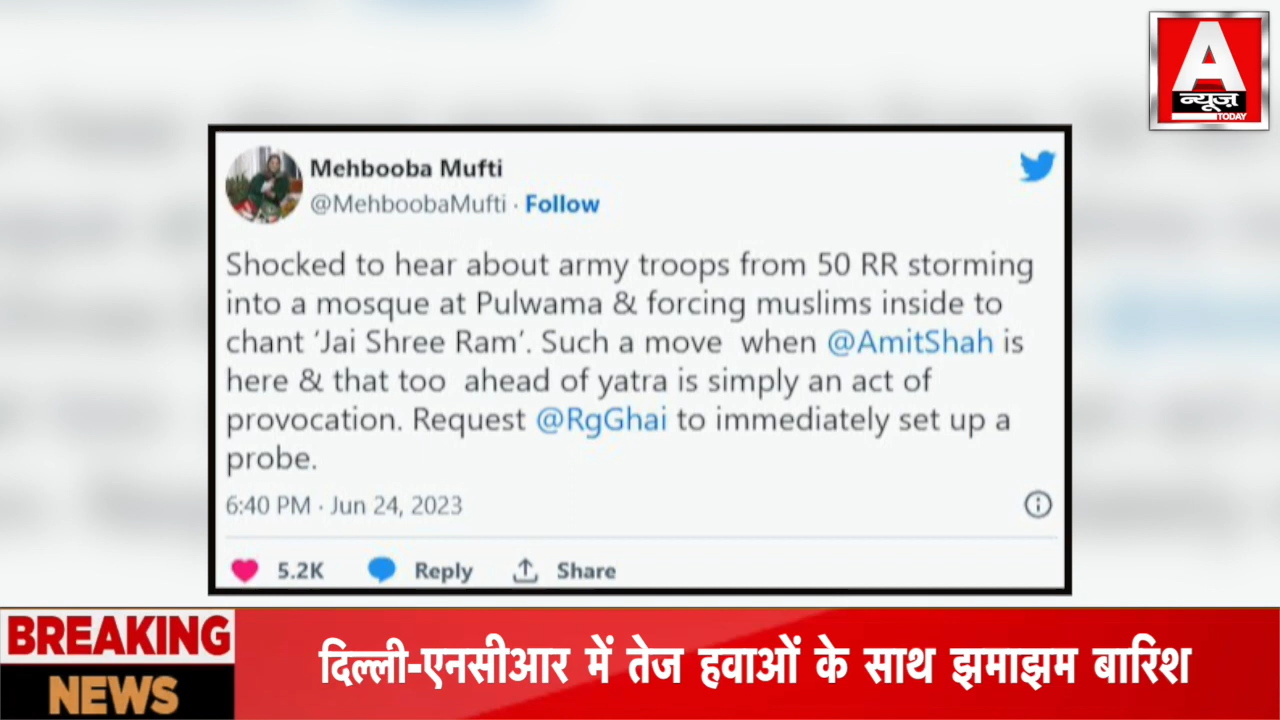 A
न्यूज़
TODAY
Mehbooba Mufti
@MehboobaMufti · Follow
Shocked to hear about army troops from 50 RR storming
into a mosque at Pulwama & forcing muslims inside to
chant ‘Jai Shree Ram’. Such a move when @AmitShah is
here & that too ahead of yatra is simply an act of
provocation. Request @RgGhai to immediately set up a
probe.
6:40 PM · Jun 24, 2023
5.2K Reply Share
BREAKING
NEWS
दिल्ली-एनसीआर में तेज हवाओं के साथ झमाझम बारिश